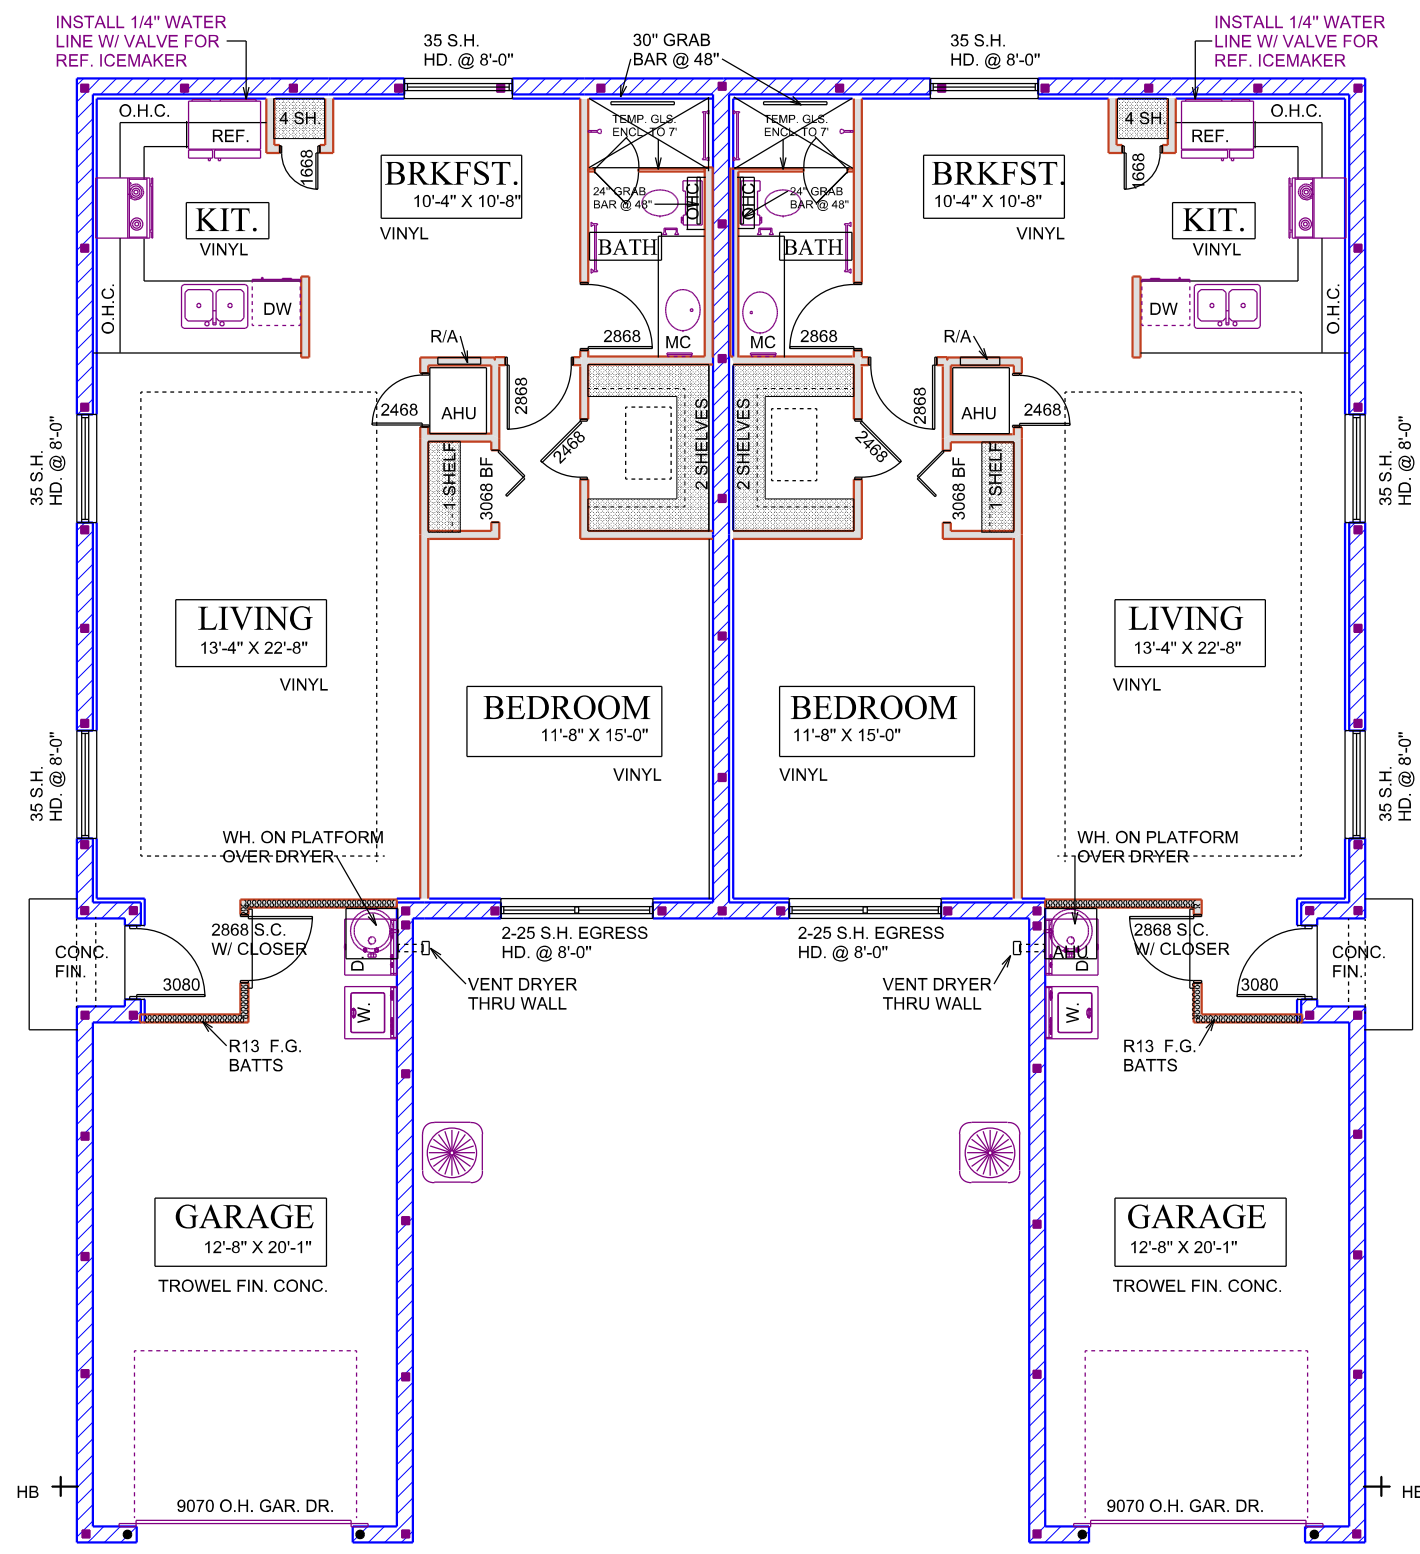 INSTALL 1/4" WATER
LINE W/ VALVE FOR
REF. ICEMAKER
35 S.H.
HD. @ 8'-0"
30" GRAB
BAR @ 48"
35 S.H.
HD. @ 8'-0"
INSTALL 1/4" WATER
LINE W/ VALVE FOR
REF. ICEMAKER
O.H.C.
REF.
4 SH.
1668
TEMP. GLS.
ENCL. TO 7'
TEMP. GLS.
ENCL. TO 7'
4 SH.
1668
REF.
O.H.C.
BRKFST.
10'-4" X 10'-8"
VINYL
BRKFST.
10'-4" X 10'-8"
VINYL
24" GRAB
BAR @ 48"
OHC
OHC
24" GRAB
BAR @ 48"
KIT.
VINYL
KIT.
VINYL
BATH
BATH
O.H.C.
DW
DW
O.H.C.
R/A
2868
MC
MC
2868
R/A
2468
AHU
2868
2868
AHU
2468
2468
2 SHELVES
2 SHELVES
2468
1 SHELF
3068 BF
3068 BF
1 SHELF
35 S.H.
HD. @ 8'-0"
35 S.H.
HD. @ 8'-0"
LIVING
13'-4" X 22'-8"
VINYL
LIVING
13'-4" X 22'-8"
VINYL
BEDROOM
11'-8" X 15'-0"
VINYL
BEDROOM
11'-8" X 15'-0"
VINYL
35 S.H.
HD. @ 8'-0"
35 S.H.
HD. @ 8'-0"
WH. ON PLATFORM
OVER DRYER
WH. ON PLATFORM
OVER DRYER
CONC.
FIN.
3080
2868 S.C.
W/ CLOSER
D.
W.
2-25 S.H. EGRESS
HD. @ 8'-0"
2-25 S.H. EGRESS
HD. @ 8'-0"
VENT DRYER
THRU WALL
VENT DRYER
THRU WALL
AHU
D.
W.
2868 S.C.
W/ CLOSER
3080
CONC.
FIN.
R13 F.G.
BATTS
R13 F.G.
BATTS
GARAGE
12'-8" X 20'-1"
TROWEL FIN. CONC.
GARAGE
12'-8" X 20'-1"
TROWEL FIN. CONC.
HB
9070 O.H. GAR. DR.
9070 O.H. GAR. DR.
HB